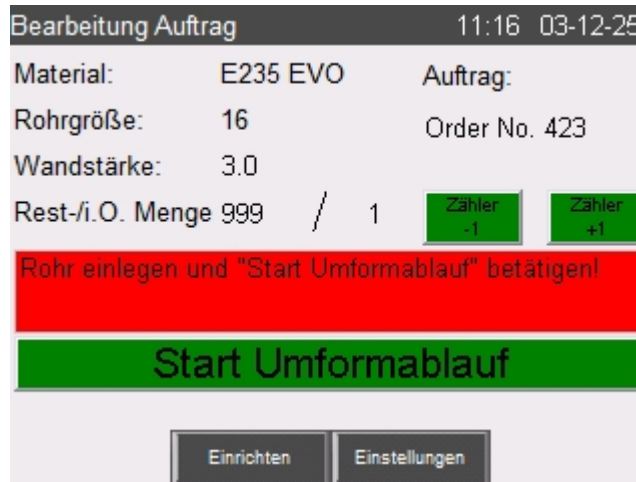 Bearbeitung Auftrag 11:16 03-12-25
Material: E235 EVO Auftrag:
Rohrgröße: 16 Order No. 423
Wandstärke: 3.0
Rest-/i.O. Menge 999 / 1 Zähler -1 Zähler +1
Rohr einlegen und "Start Umformablauf" betätigen!
Start Umformablauf
Einrichten Einstellungen